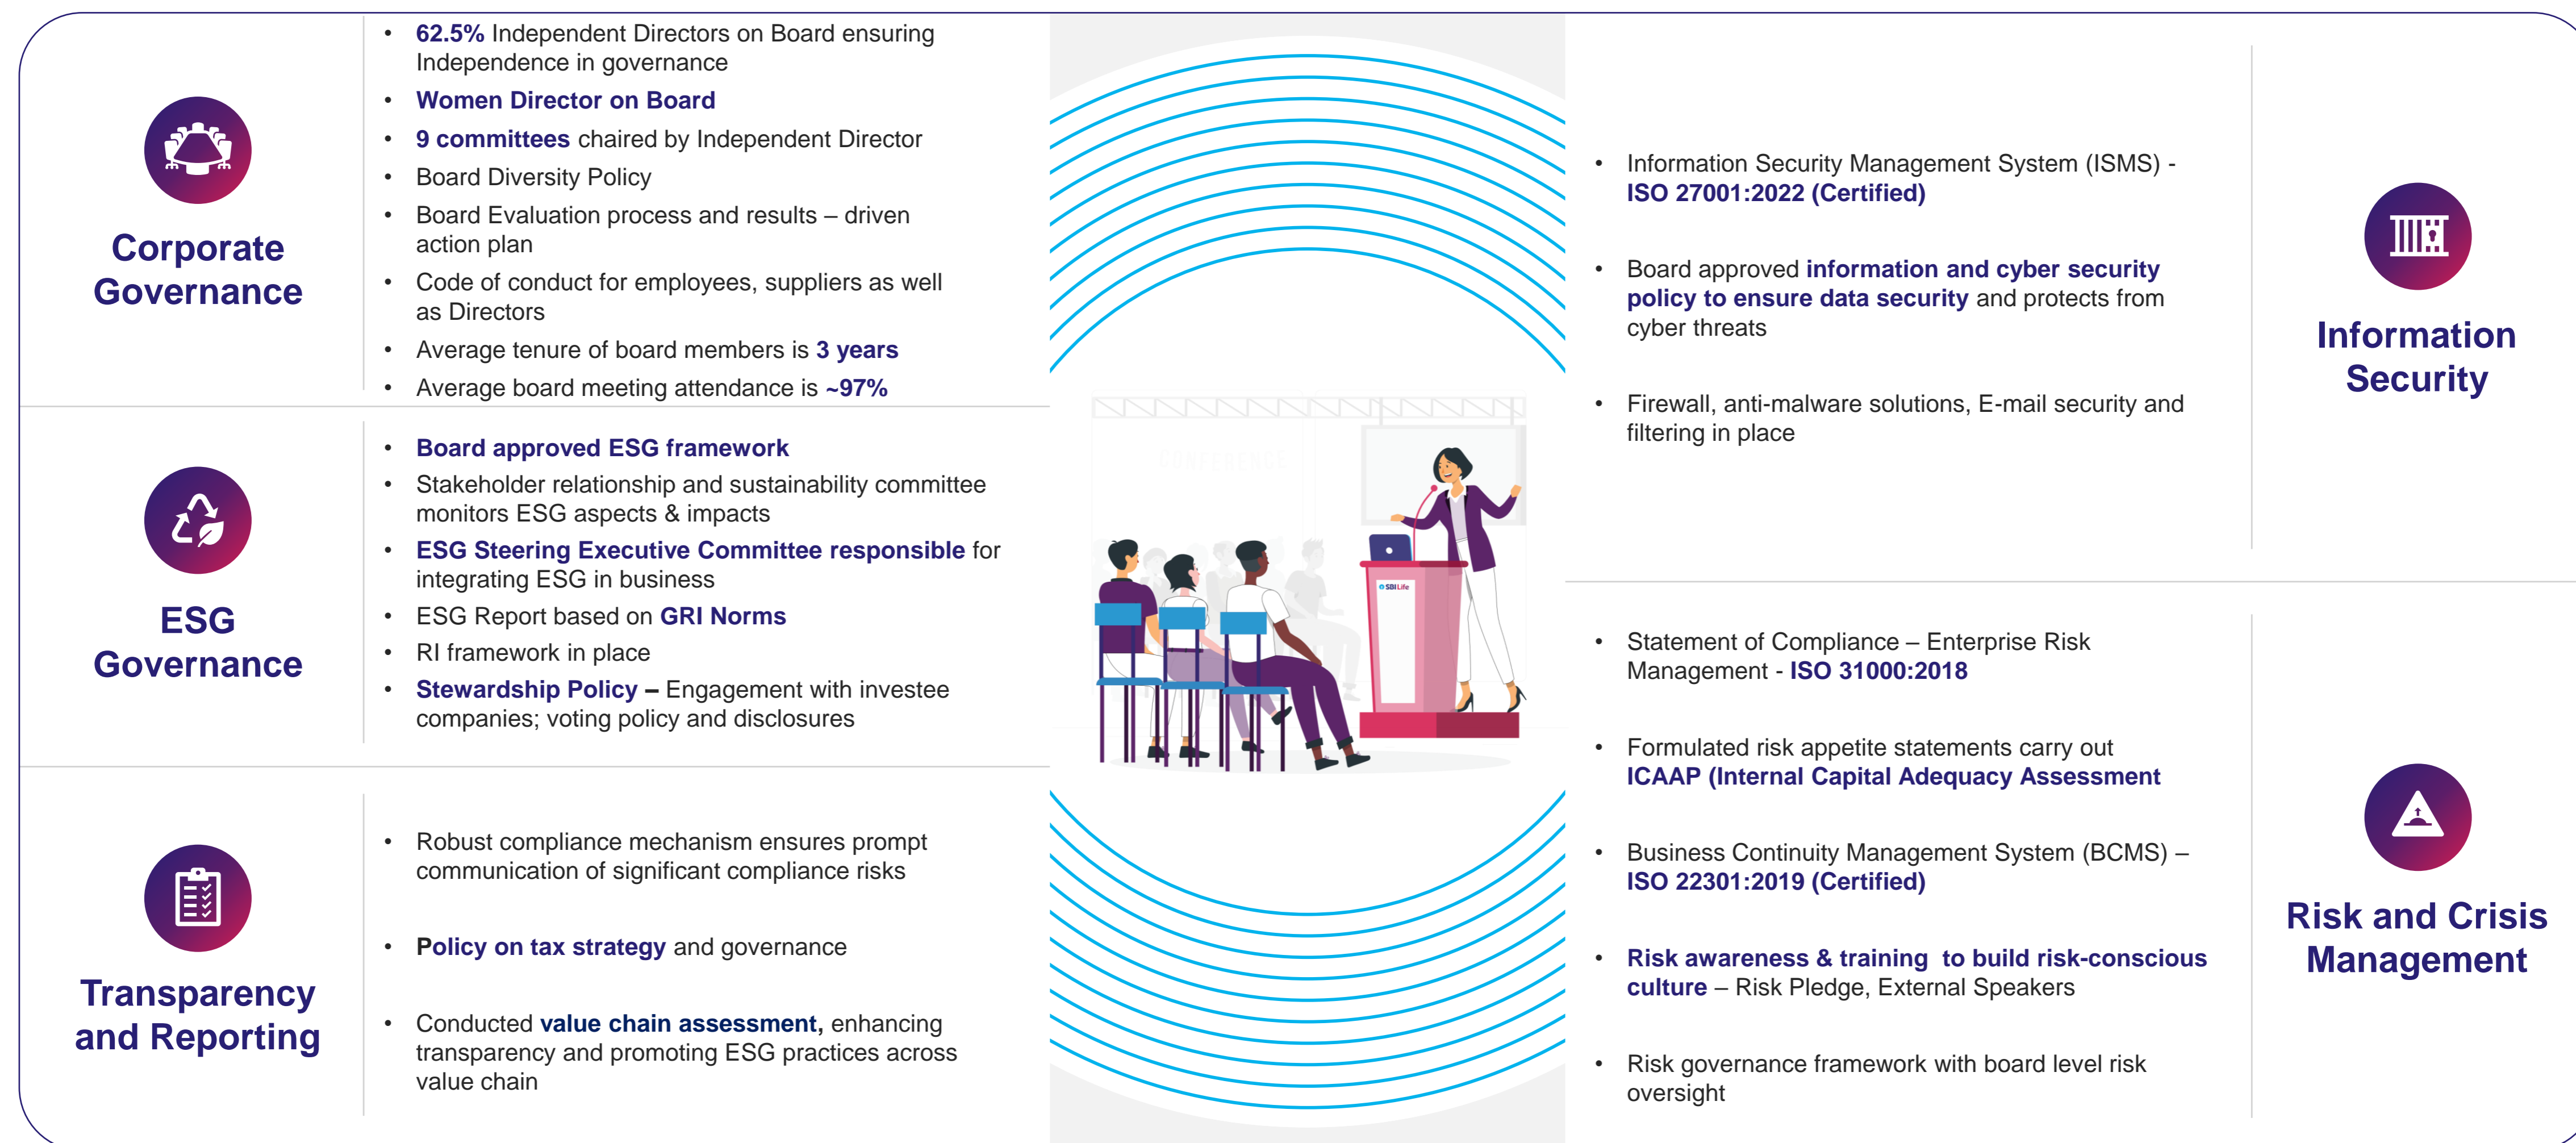 Corporate
Governance
• 62.5% Independent Directors on Board ensuring
Independence in governance
• Women Director on Board
• 9 committees chaired by Independent Director
• Board Diversity Policy
• Board Evaluation process and results – driven
action plan
• Code of conduct for employees, suppliers as well
as Directors
• Average tenure of board members is 3 years
• Average board meeting attendance is ~97%
ESG
Governance
• Board approved ESG framework
• Stakeholder relationship and sustainability committee
monitors ESG aspects & impacts
• ESG Steering Executive Committee responsible for
integrating ESG in business
• ESG Report based on GRI Norms
• RI framework in place
• Stewardship Policy – Engagement with investee
companies; voting policy and disclosures
Transparency
and Reporting
• Robust compliance mechanism ensures prompt
communication of significant compliance risks
• Policy on tax strategy and governance
• Conducted value chain assessment, enhancing
transparency and promoting ESG practices across
value chain
CONFERENCE
SBI Life
• Information Security Management System (ISMS) -
ISO 27001:2022 (Certified)
• Board approved information and cyber security
policy to ensure data security and protects from
cyber threats
• Firewall, anti-malware solutions, E-mail security and
filtering in place
Information
Security
• Statement of Compliance – Enterprise Risk
Management - ISO 31000:2018
• Formulated risk appetite statements carry out
ICAAP (Internal Capital Adequacy Assessment
• Business Continuity Management System (BCMS) –
ISO 22301:2019 (Certified)
• Risk awareness & training  to build risk-conscious
culture – Risk Pledge, External Speakers
• Risk governance framework with board level risk
oversight
Risk and Crisis
Management